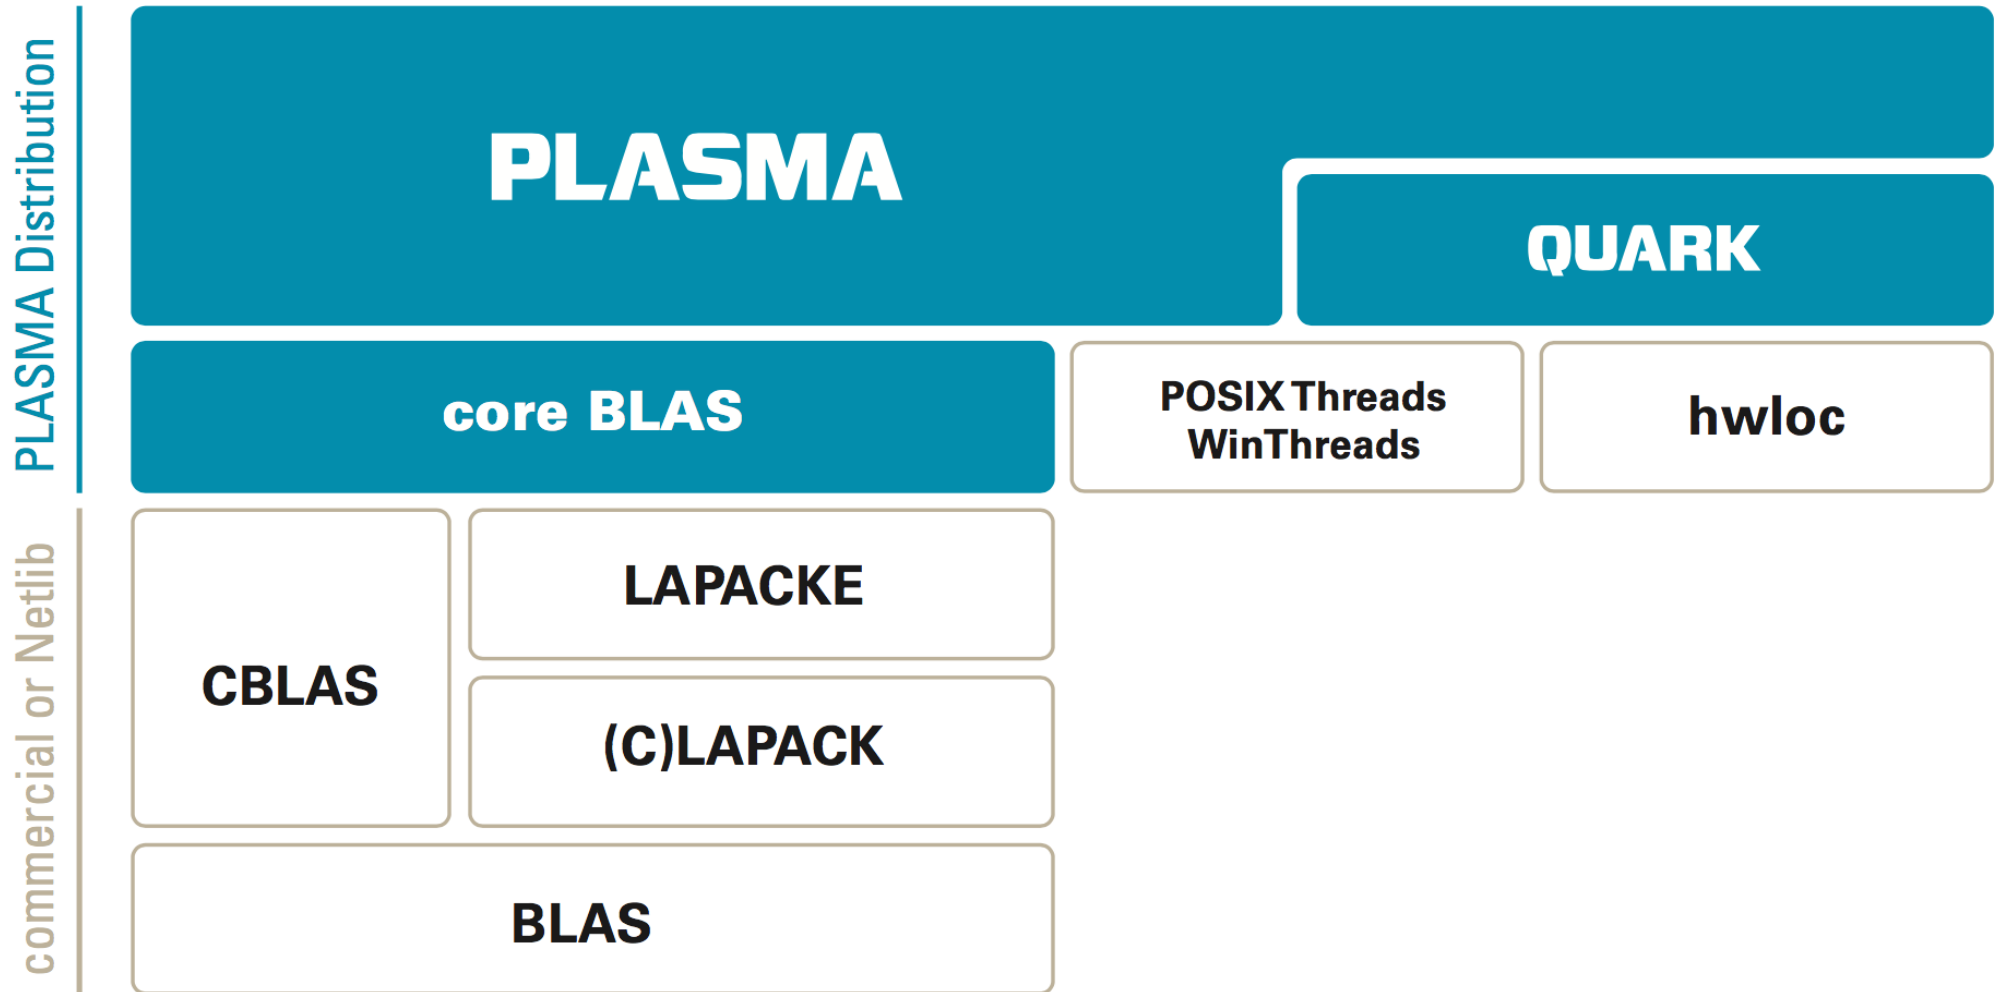 PLASMA Distribution
PLASMA
QUARK
core BLAS
POSIX Threads
WinThreads
hwloc
commercial or Netlib
CBLAS
LAPACKE
(C)LAPACK
BLAS